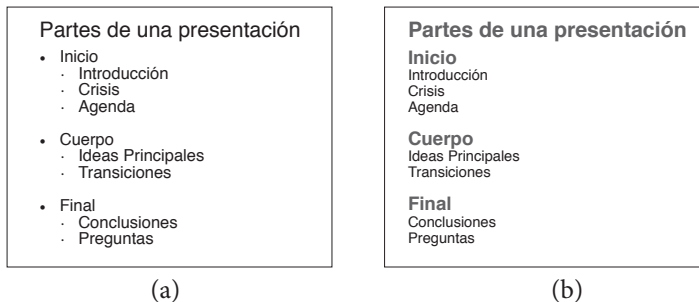 Partes de una presentación
• Inicio
· Introducción
· Crisis
· Agenda
• Cuerpo
· Ideas Principales
· Transiciones
• Final
· Conclusiones
· Preguntas
(a)
Partes de una presentación
Inicio
Introducción
Crisis
Agenda
Cuerpo
Ideas Principales
Transiciones
Final
Conclusiones
Preguntas
(b)